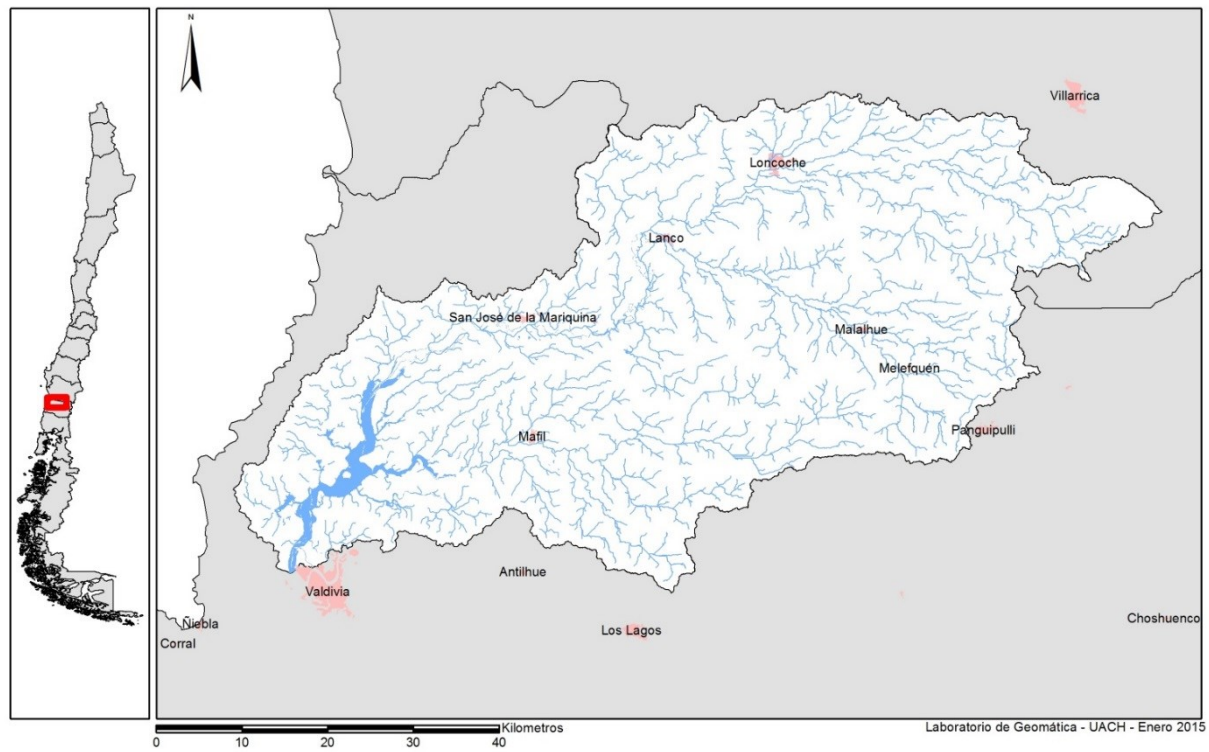 N
Villarrica
Loncoche
Lanco
San José de la Mariquina
Malalhue
Melefquén
Mafil
Panguipulli
Antilhue
Valdivia
Choshuenco
Ñiebla
Los Lagos
Corral
Kilometros
0 10 20 30 40
Laboratorio de Geomática - UACH - Enero 2015